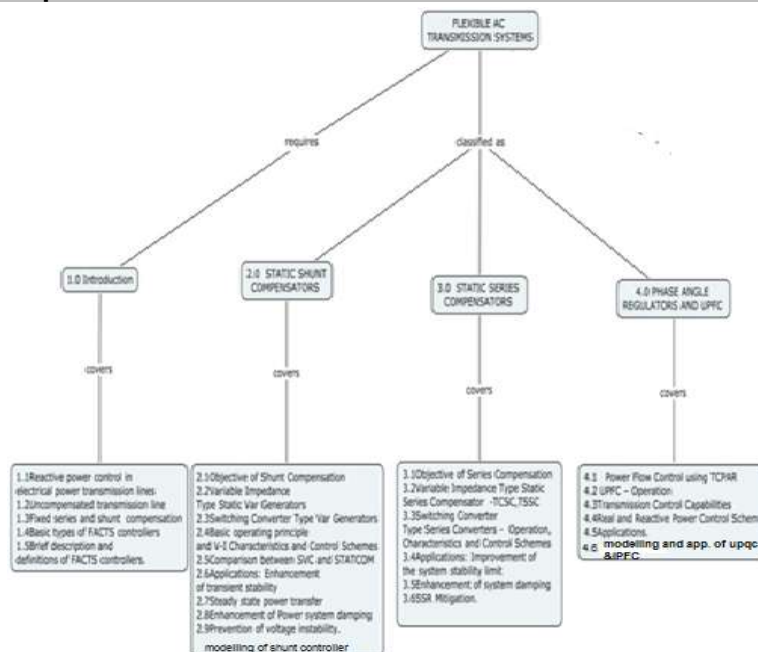 FLEXIBLE AC
TRANSMISSION SYSTEMS
requires
classified as
1.0 Introduction
2.0 STATIC SHUNT
COMPENSATORS
3.0 STATIC SERIES
COMPENSATORS
4.0 PHASE ANGLE
REGULATORS AND UPFC
covers
covers
covers
covers
1.1Reactive power control in
electrical power transmission lines
1.2Uncompensated transmission line
1.3Fixed series and shunt compensation
1.4Basic types of FACTS controllers
1.5Brief description and
definitions of FACTS controllers.
2.1Objective of Shunt Compensation
2.2Variable Impedance
Type Static Var Generators
2.3Switching Converter Type Var Generators
2.4Basic operating principle
and V-I Characteristics and Control Schemes
2.5Comparison between SVC and STATCOM
2.6Applications: Enhancement
of transient stability
2.7Steady state power transfer
2.8Enhancement of Power system damping
2.9Prevention of voltage instability.
modelling of shunt controller
3.1Objective of Series Compensation
3.2Variable Impedance Type Static
Series Compensator -TCSC,TSSC
3.3Switching Converter
Type Series Converters - Operation,
Characteristics and Control Schemes
3.4Applications: Improvement of
the system stability limit
3.5Enhancement of system damping
3.6SSR Mitigation.
4.1 Power Flow Control using TCPAR
4.2 UPFC – Operation
4.3Transmission Control Capabilities
4.4Real and Reactive Power Control Schem
4.5Applications.
4.6 modelling and app. of upqc
&IPFC